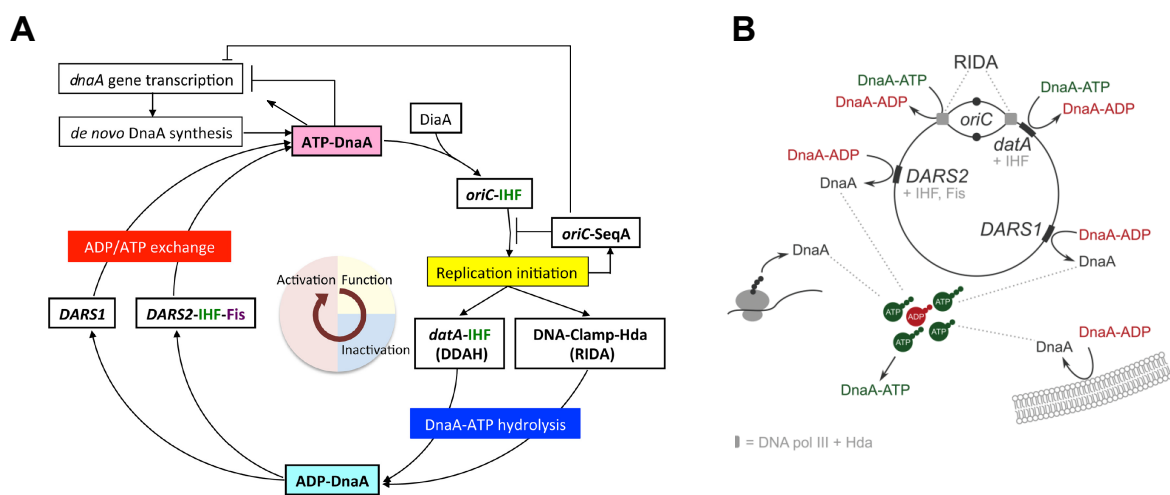 A
dnaA gene transcription
de novo DnaA synthesis
ATP-DnaA
DiaA
oriC-IHF
oriC-SeqA
ADP/ATP exchange
Replication initiation
Activation
Function
Inactivation
DARS1
DARS2-IHF-Fis
datA-IHF
(DDAH)
DNA-Clamp-Hda
(RIDA)
DnaA-ATP hydrolysis
ADP-DnaA
B
RIDA
DnaA-ATP
DnaA-ADP
DnaA-ATP
DnaA-ADP
oriC
datA
+ IHF
DnaA-ADP
DnaA
DARS2
+ IHF, Fis
DARS1
DnaA-ADP
DnaA
DnaA
ATP
ATP
ADP
ATP
ATP
DnaA-ATP
DnaA
DnaA-ADP
= DNA pol III + Hda